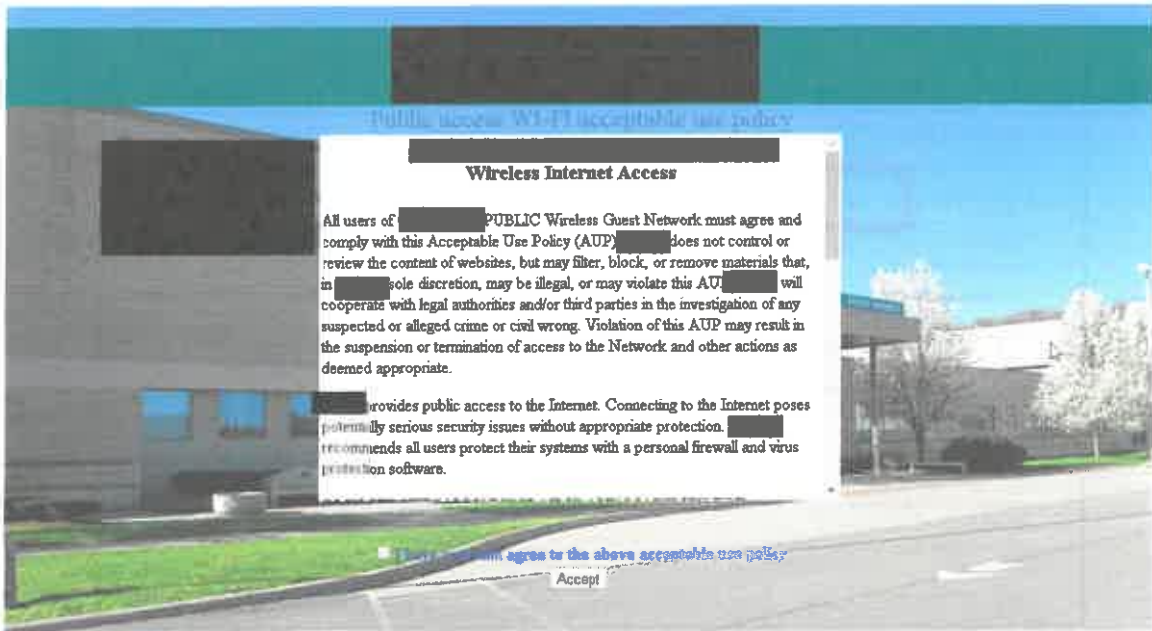 Public access WI-FI acceptable use policy
Wireless Internet Access
All users of PUBLIC Wireless Guest Network must agree and
comply with this Acceptable Use Policy (AUP) does not control or
review the content of websites, but may filter, block, or remove materials that,
in sole discretion, may be illegal, or may violate this AU will
cooperate with legal authorities and/or third parties in the investigation of any
suspected or alleged crime or civil wrong. Violation of this AUP may result in
the suspension or termination of access to the Network and other actions as
deemed appropriate.
provides public access to the Internet. Connecting to the Internet poses
potentially serious security issues without appropriate protection.
recommends all users protect their systems with a personal firewall and virus
protection software.
agree to the above acceptable use policy
Accept